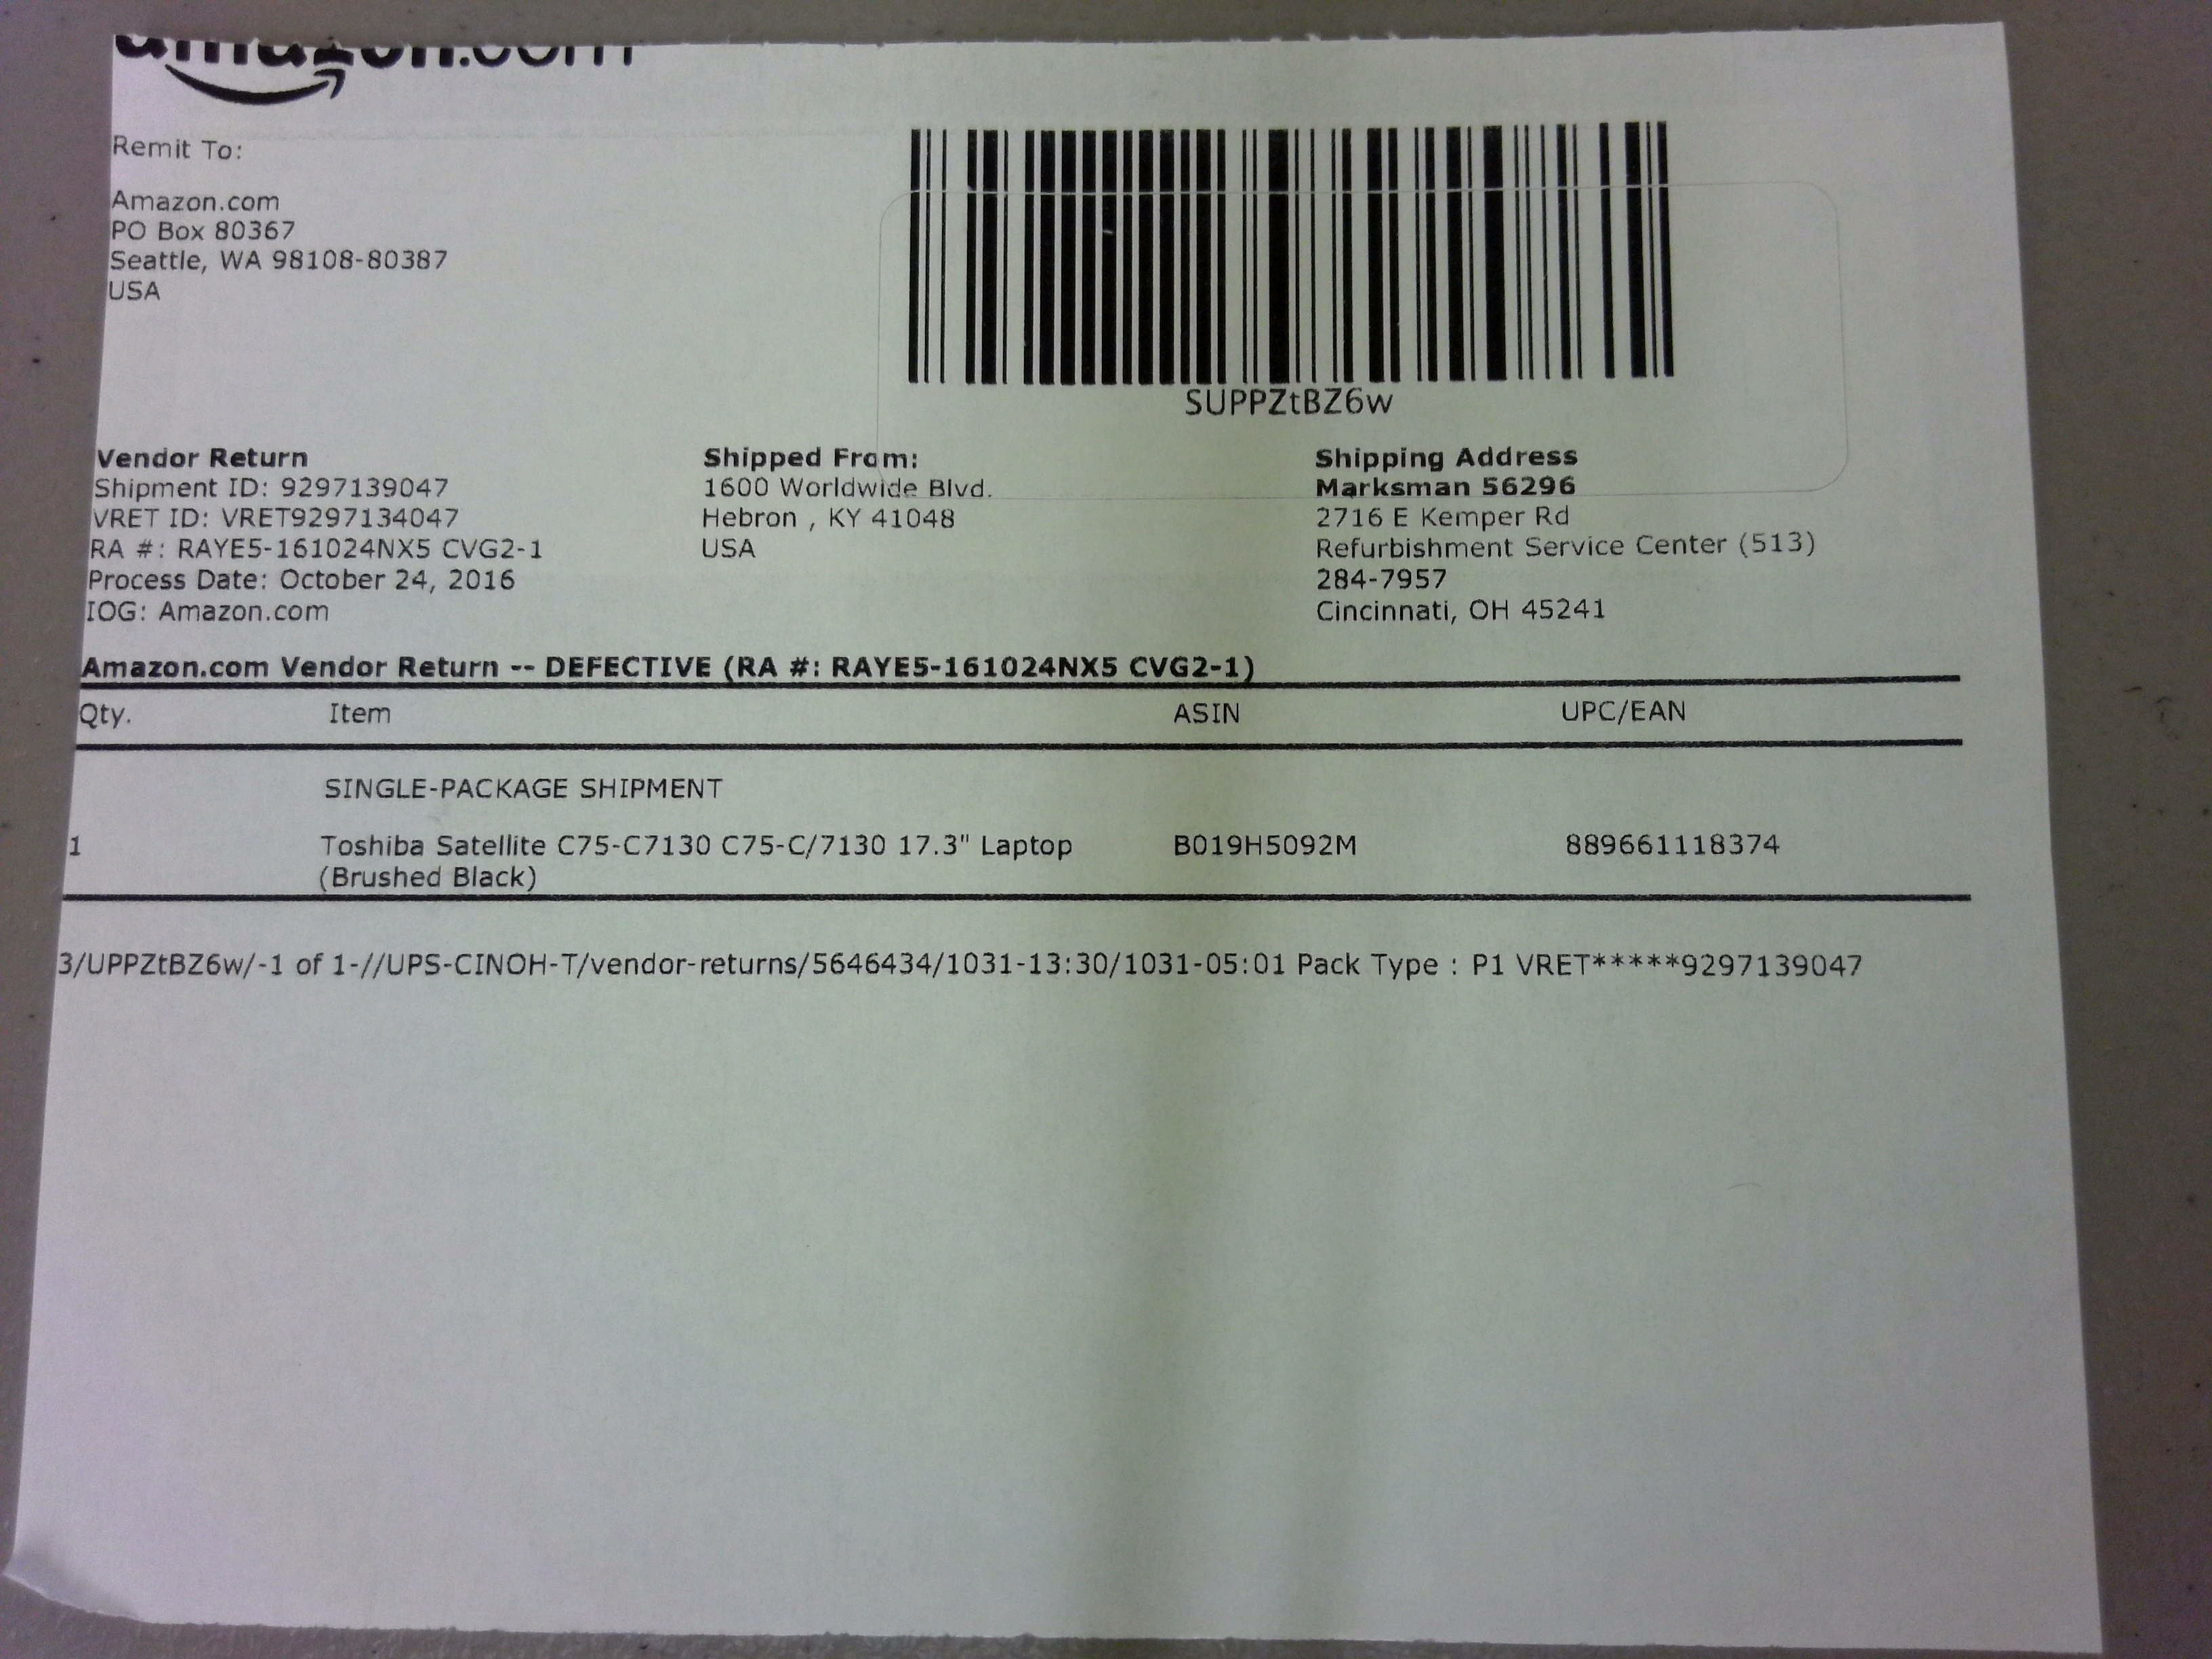 amazon.com
Remit To:
Amazon.com
PO Box 80367
Seattle, WA 98108-80387
USA
SUPPZtBZ6w
Vendor Return
Shipment ID: 9297139047
VRET ID: VRET9297134047
RA #: RAYE5-161024NX5 CVG2-1
Process Date: October 24, 2016
IOG: Amazon.com
Shipped From:
1600 Worldwide Blvd.
Hebron , KY 41048
USA
Shipping Address
Marksman 56296
2716 E Kemper Rd
Refurbishment Service Center (513)
284-7957
Cincinnati, OH 45241
Amazon.com Vendor Return -- DEFECTIVE (RA #: RAYE5-161024NX5 CVG2-1)
Qty. Item ASIN UPC/EAN
SINGLE-PACKAGE SHIPMENT
1 Toshiba Satellite C75-C7130 C75-C/7130 17.3" Laptop B019H5092M 889661118374
(Brushed Black)
3/UPPZtBZ6w/-1 of 1-//UPS-CINOH-T/vendor-returns/5646434/1031-13:30/1031-05:01 Pack Type : P1 VRET*****9297139047